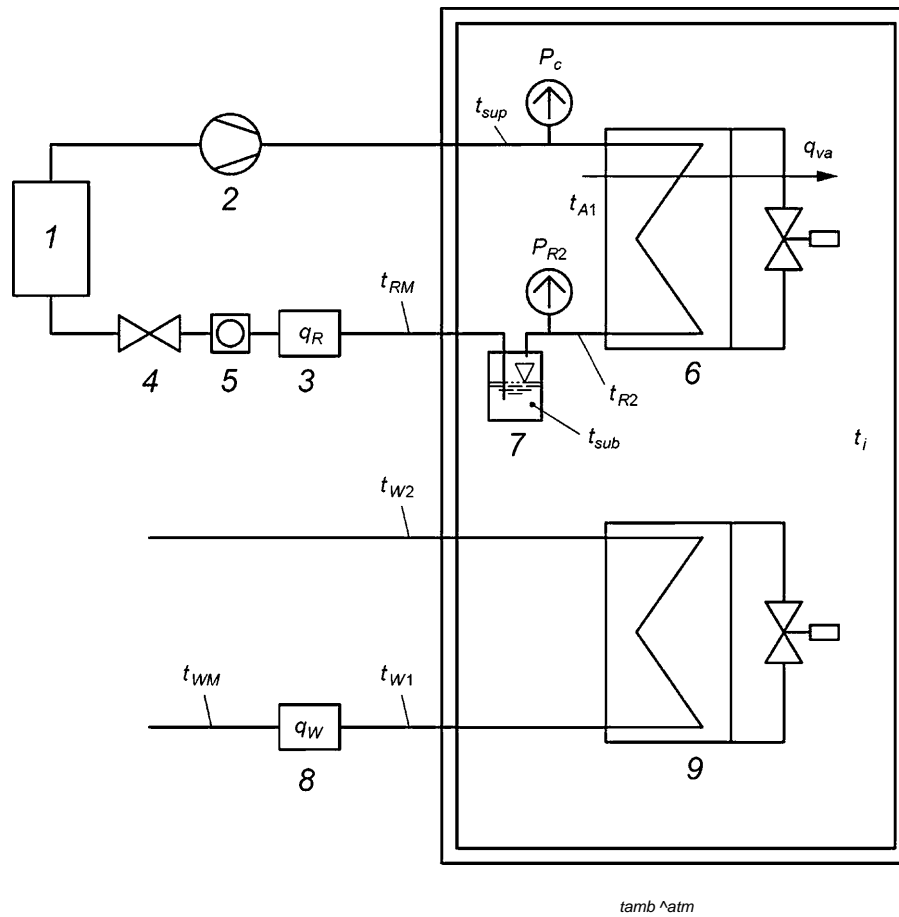 P_c
t_sup
q_va
1
2
t_A1
P_R2
t_RM
q_R
4
5
3
6
t_R2
7
t_sub
t_i
t_W2
t_WM
t_W1
q_W
8
9
tamb ^atm